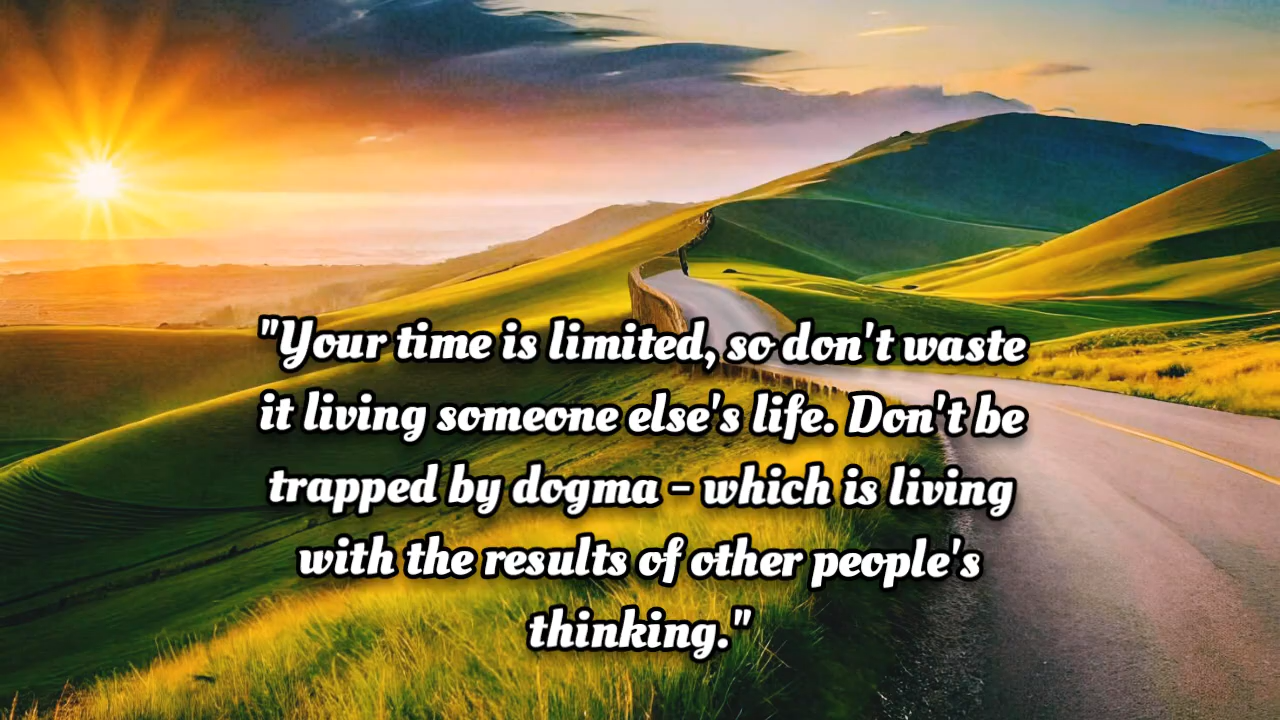 "Your time is limited, so don't waste
it living someone else's life. Don't be
trapped by dogma - which is living
with the results of other people's
thinking."